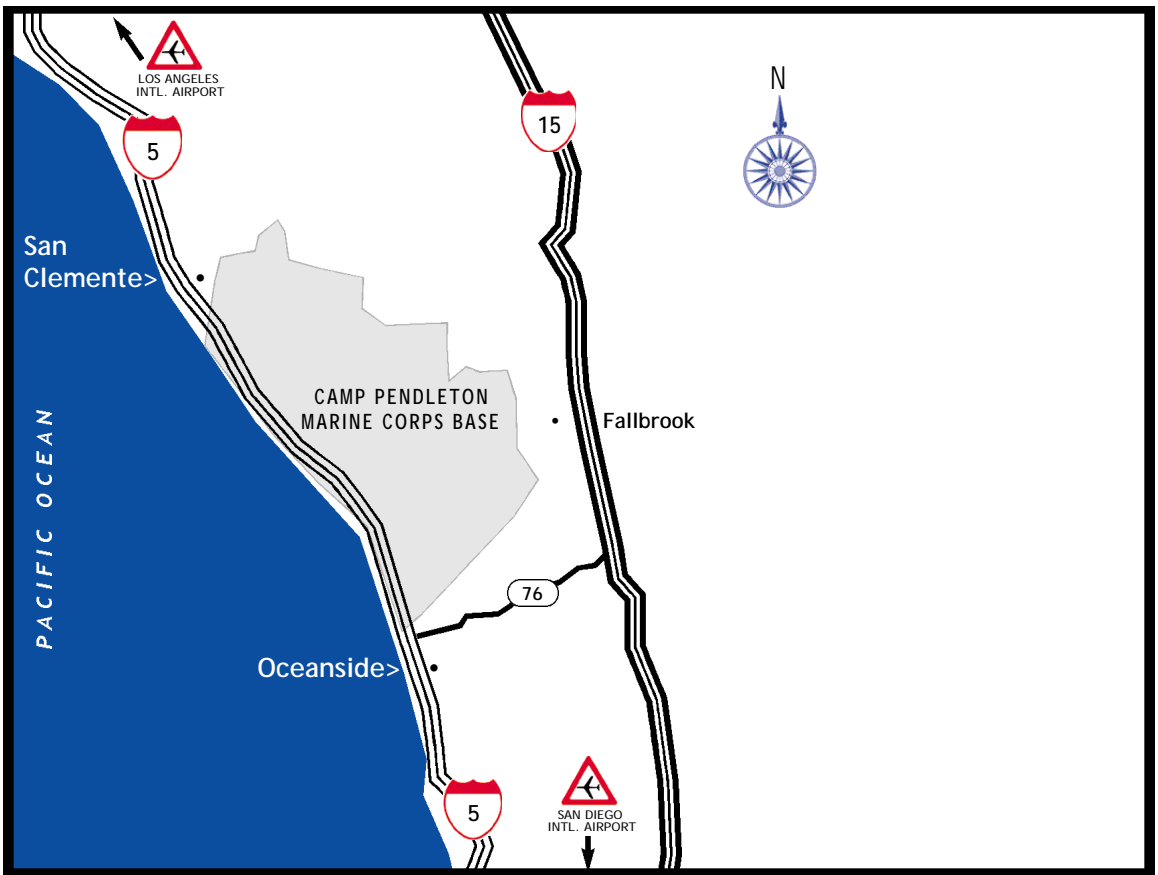 LOS ANGELES
INTL. AIRPORT
N
15
5
San
Clemente>
CAMP PENDLETON
MARINE CORPS BASE
Fallbrook
PACIFIC OCEAN
76
Oceanside>
5
SAN DIEGO
INTL. AIRPORT